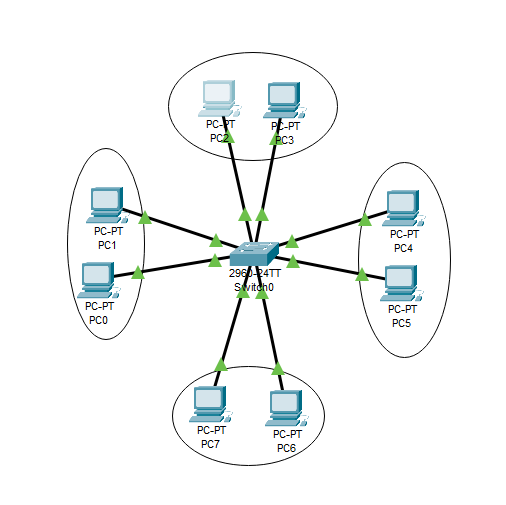 PC-PT
PC2
PC-PT
PC3
PC-PT
PC1
PC-PT
PC4
2960-24TT
Switch0
PC-PT
PC0
PC-PT
PC5
PC-PT
PC7
PC-PT
PC6